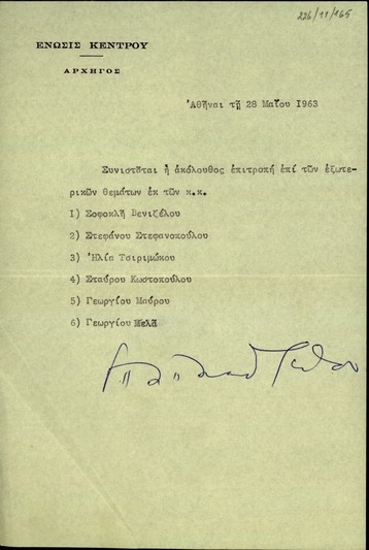 226/11/165
ΕΝΩΣΙΣ ΚΕΝΤΡΟΥ
ΑΡΧΗΓΟΣ
Ἀθῆναι τῇ 28 Μαΐου 1963
Συνιστᾶται ἡ ἀκόλουθος ἐπιτροπή ἐπί τῶν ἐξωτε-
ρικῶν θεμάτων ἐκ τῶν κ.κ.
1) Σοφοκλῆ Βενιζέλου
2) Στεφάνου Στεφανοπούλου
3) Ἠλία Τσιριμώκου
4) Σταύρου Κωστοπούλου
5) Γεωργίου Μαύρου
6) Γεωργίου Μελᾶ